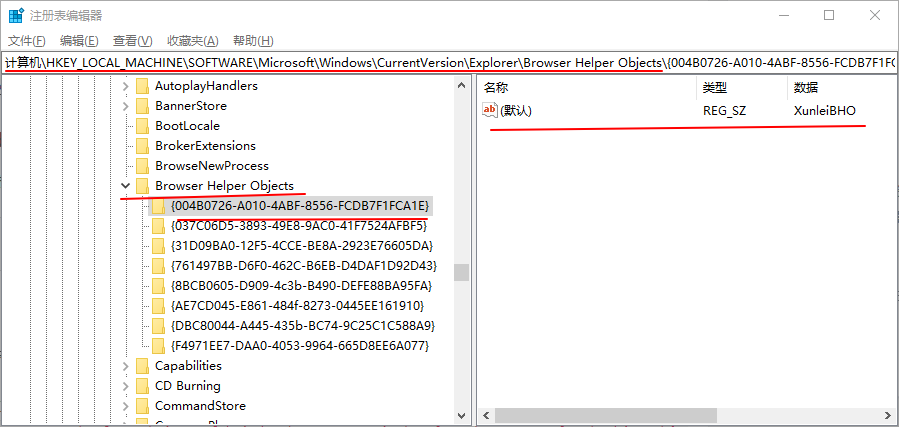 注册表编辑器
文件(F) 编辑(E) 查看(V) 收藏夹(A) 帮助(H)
计算机\HKEY_LOCAL_MACHINE\SOFTWARE\Microsoft\Windows\CurrentVersion\Explorer\Browser Helper Objects\{004B0726-A010-4ABF-8556-FCDB7F1FC
AutoplayHandlers
BannerStore
BootLocale
BrokerExtensions
BrowseNewProcess
Browser Helper Objects
{004B0726-A010-4ABF-8556-FCDB7F1FCA1E}
{037C06D5-3893-49E8-9AC0-41F7524AFBF5}
{31D09BA0-12F5-4CCE-BE8A-2923E76605DA}
{761497BB-D6F0-462C-B6EB-D4DAF1D92D43}
{8BCB0605-D909-4c3b-B490-DEFE88BA95FA}
{AE7CD045-E861-484f-8273-0445EE161910}
{DBC80044-A445-435b-BC74-9C25C1C588A9}
{F4971EE7-DAA0-4053-9964-665D8EE6A077}
Capabilities
CD Burning
CommandStore
名称 类型 数据
ab (默认) REG_SZ XunleiBHO